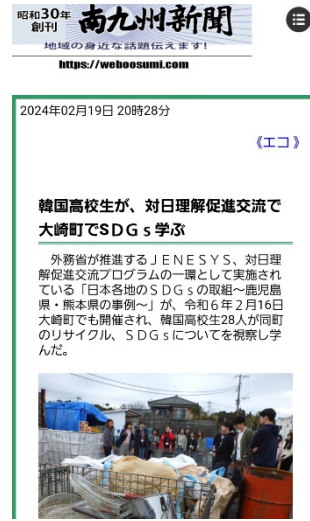 昭和30年
創刊
南九州新聞
地域の身近な話題伝えます!
https://weboosumi.com
2024年02月19日 20時28分
《エコ》
韓国高校生が、対日理解促進交流で
大崎町でSDGs学ぶ
　外務省が推進するJENESYS、対日理
解促進交流プログラムの一環として実施され
ている「日本各地のSDGsの取組～鹿児島
県・熊本県の事例～」が、令和6年2月16日
大崎町でも開催され、韓国高校生28人が同町
のリサイクル、SDGsについてを視察し学
んだ。